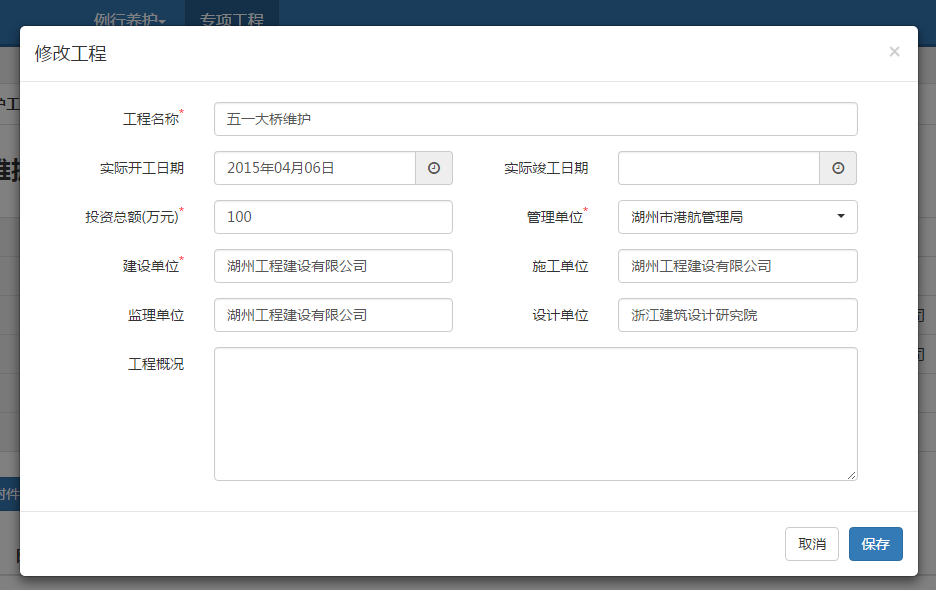 例行养护
专项工程
修改工程
×
工程名称* 五一大桥维护
实际开工日期 2015年04月06日 实际竣工日期
投资总额(万元)* 100 管理单位* 湖州市港航管理局
建设单位* 湖州工程建设有限公司 施工单位 湖州工程建设有限公司
监理单位 湖州工程建设有限公司 设计单位 浙江建筑设计研究院
工程概况
取消 保存